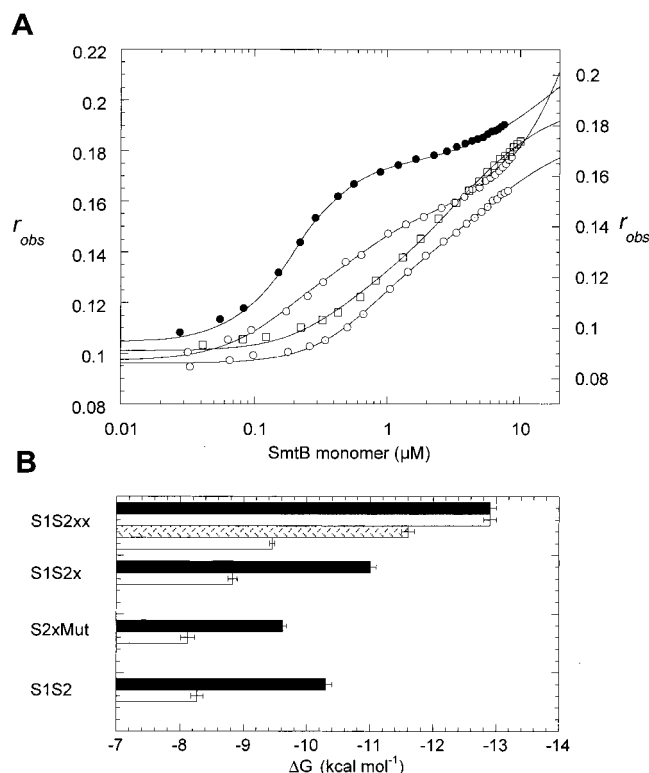 A
0.22
0.2
0.18
0.16
0.14
0.12
0.1
0.08
r obs
0.2
0.18
0.16
0.14
0.12
0.1
0.08
r obs
0.01
0.1
1
10
SmtB monomer (µM)
B
S1S2xx
S1S2x
S2xMut
S1S2
-7
-8
-9
-10
-11
-12
-13
-14
ΔG (kcal mol⁻¹)